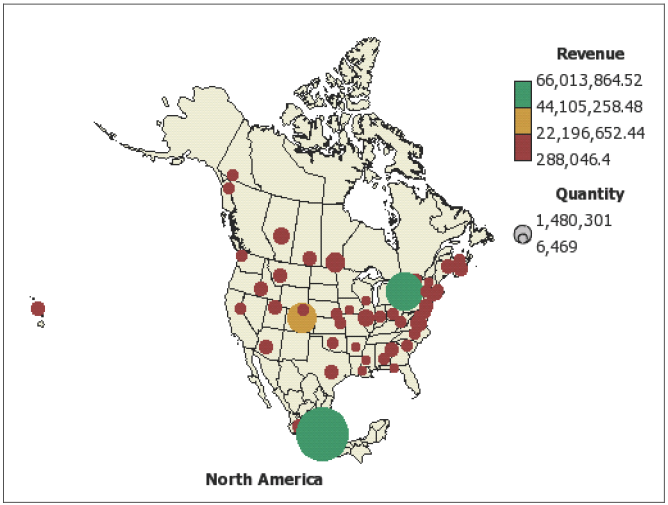 Revenue
66,013,864.52
44,105,258.48
22,196,652.44
288,046.4
Quantity
1,480,301
6,469
North America